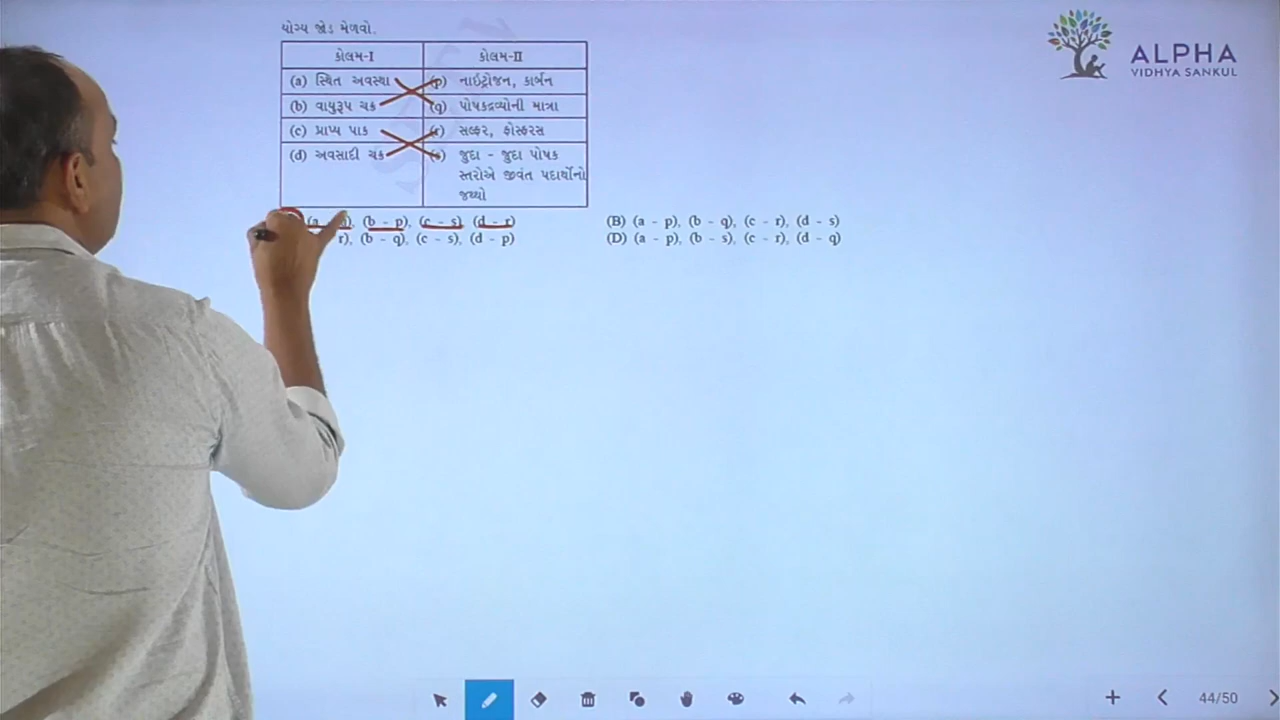 યોગ્ય જોડ મેળવો.
કોલમ-I કોલમ-II
(a) સ્થિત અવસ્થા (p) નાઈટ્રોજન, કાર્બન
(b) વાયુરૂપ ચક્ર (q) પોષકદ્રવ્યોની માત્રા
(c) પ્રાપ્ય પાક (r) સલ્ફર, ફોસ્ફરસ
(d) અવસાદી ચક્ર (s) જુદા - જુદા પોષક
સ્તરોએ જીવંત પદાર્થોનો
જથ્થો
(b - p), (c - s), (d - r) (B) (a - p), (b - q), (c - r), (d - s)
r), (b - q), (c - s), (d - p) (D) (a - p), (b - s), (c - r), (d - q)
ALPHA
VIDHYA SANKUL
44/50